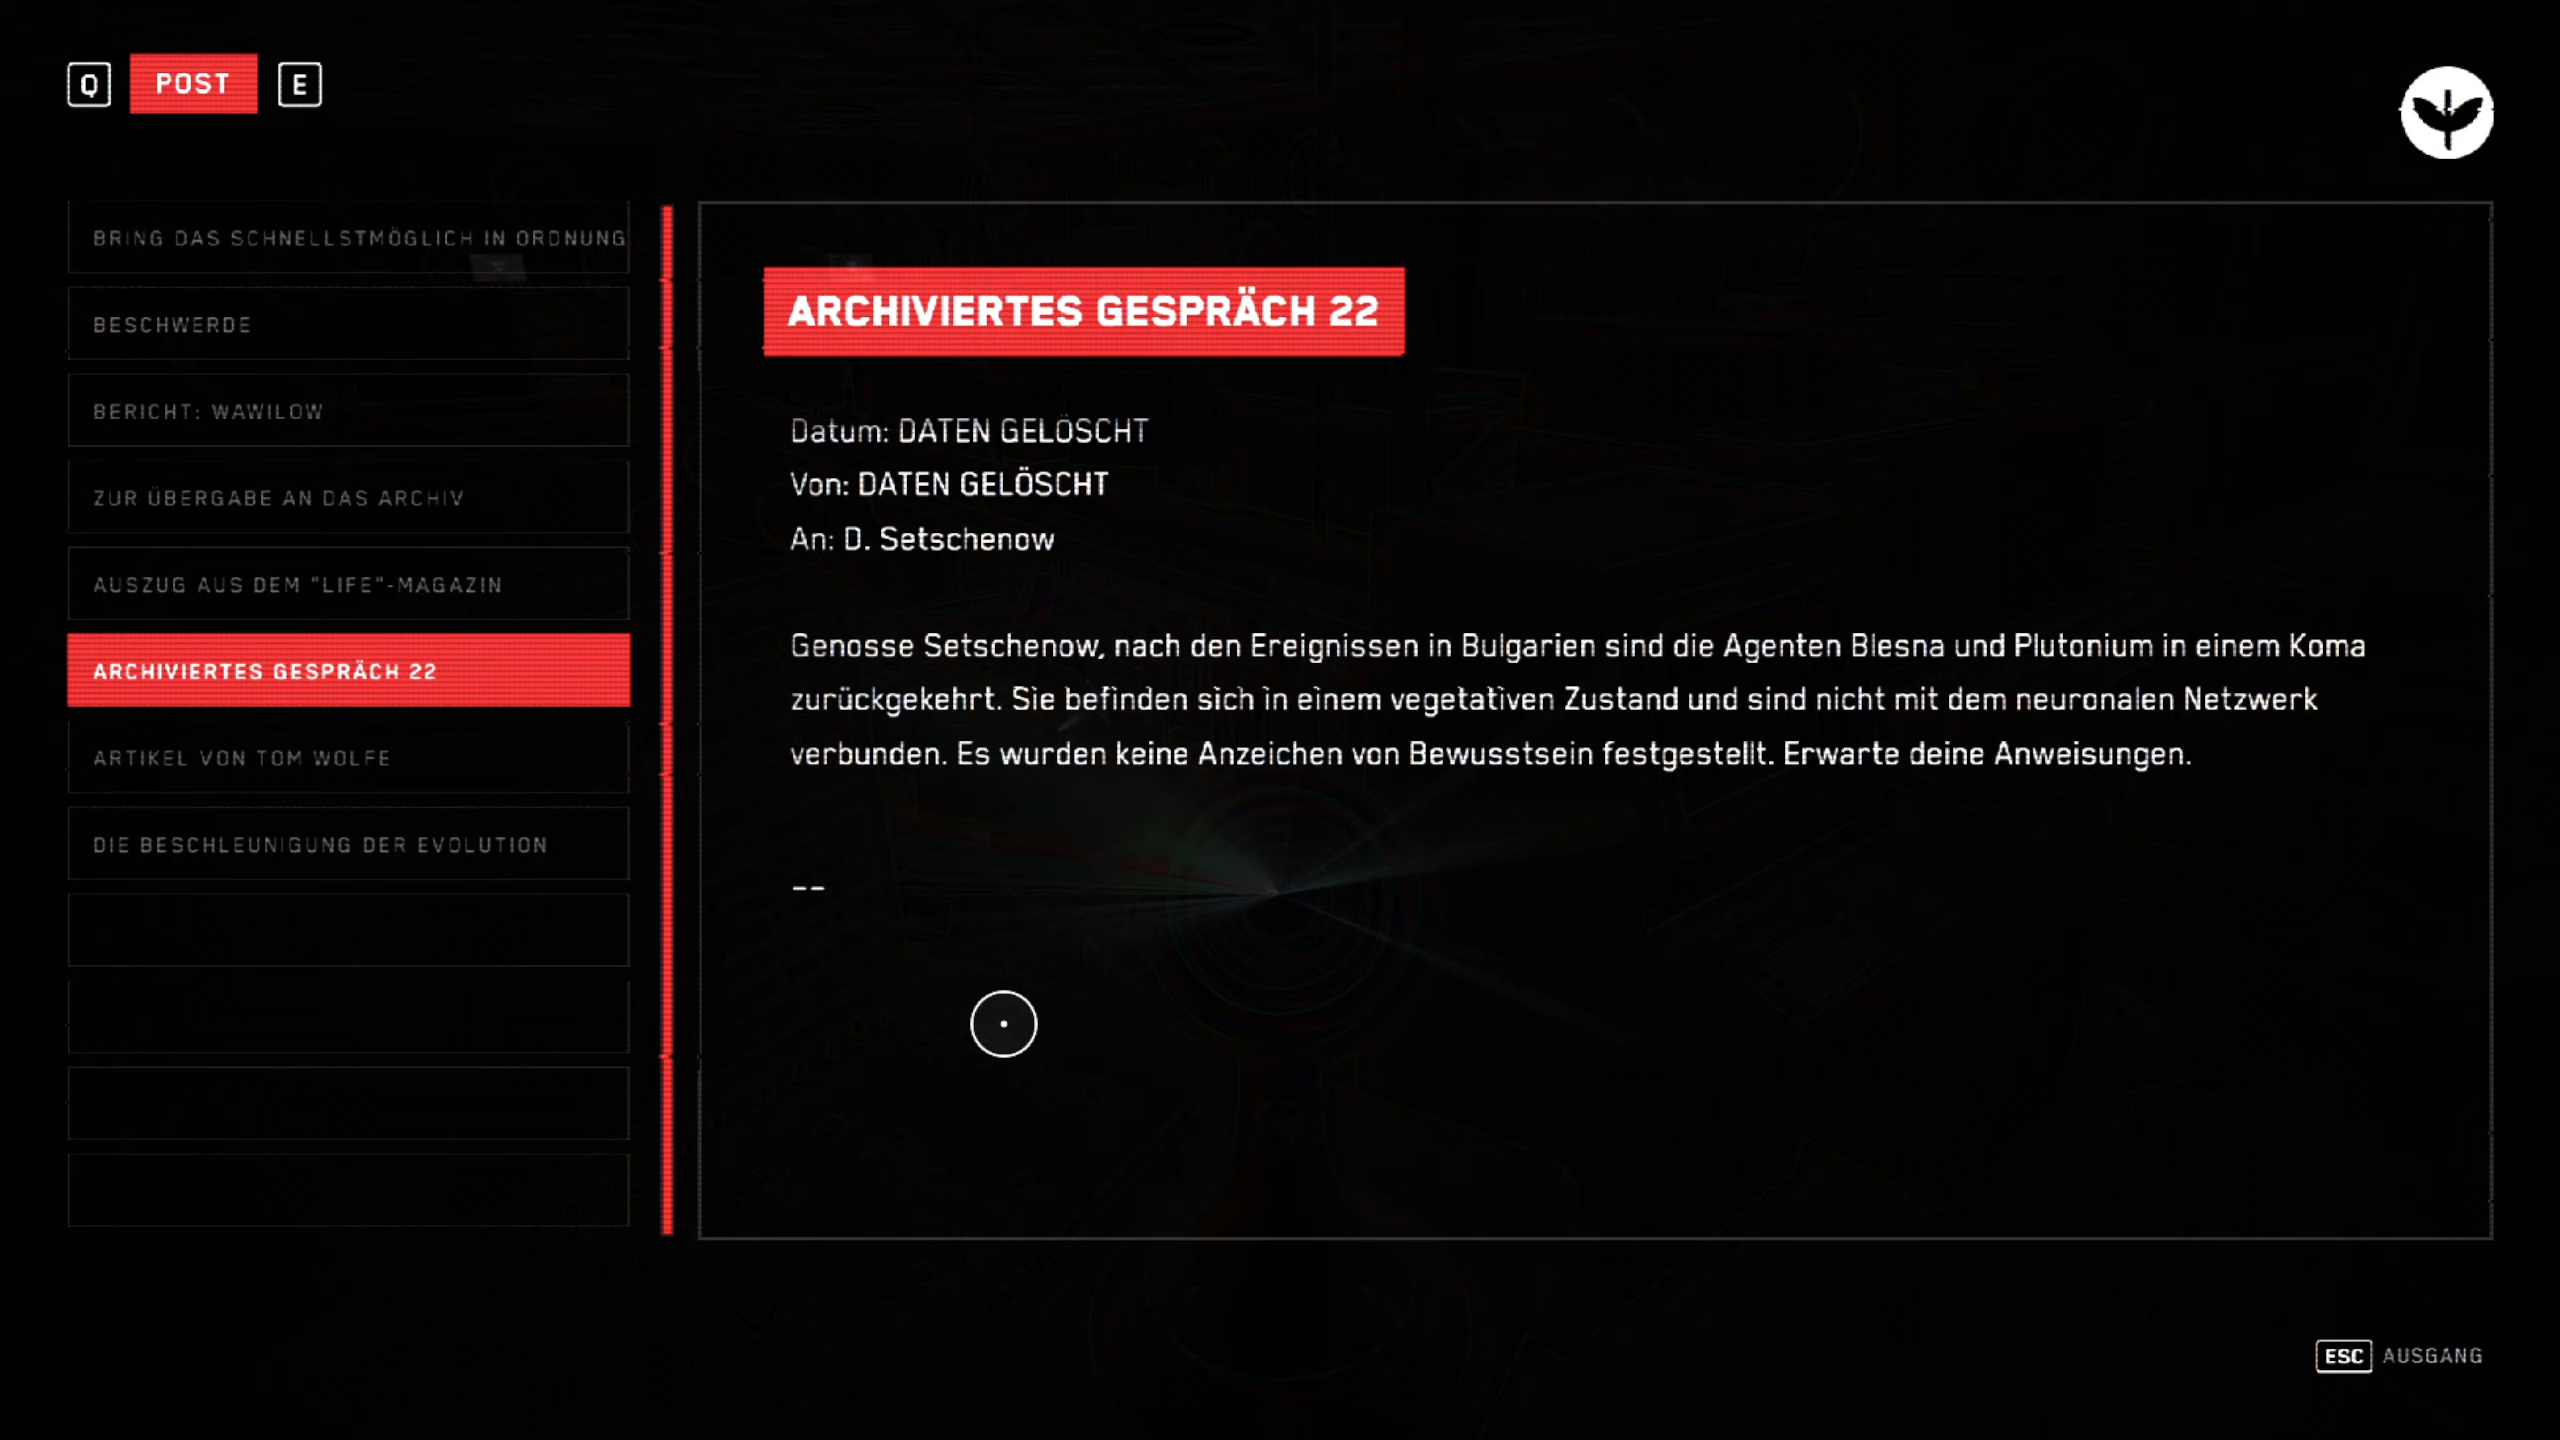 Q POST E
BRING DAS SCHNELLSTMÖGLICH IN ORDNUNG
BESCHWERDE
BERICHT: WAWILOW
ZUR ÜBERGABE AN DAS ARCHIV
AUSZUG AUS DEM "LIFE"-MAGAZIN
ARCHIVIERTES GESPRÄCH 22
ARTIKEL VON TOM WOLFE
DIE BESCHLEUNIGUNG DER EVOLUTION
ARCHIVIERTES GESPRÄCH 22
Datum: DATEN GELÖSCHT
Von: DATEN GELÖSCHT
An: D. Setschenow
Genosse Setschenow, nach den Ereignissen in Bulgarien sind die Agenten Blesna und Plutonium in einem Koma
zurückgekehrt. Sie befinden sich in einem vegetativen Zustand und sind nicht mit dem neuronalen Netzwerk
verbunden. Es wurden keine Anzeichen von Bewusstsein festgestellt. Erwarte deine Anweisungen.
--
ESC AUSGANG